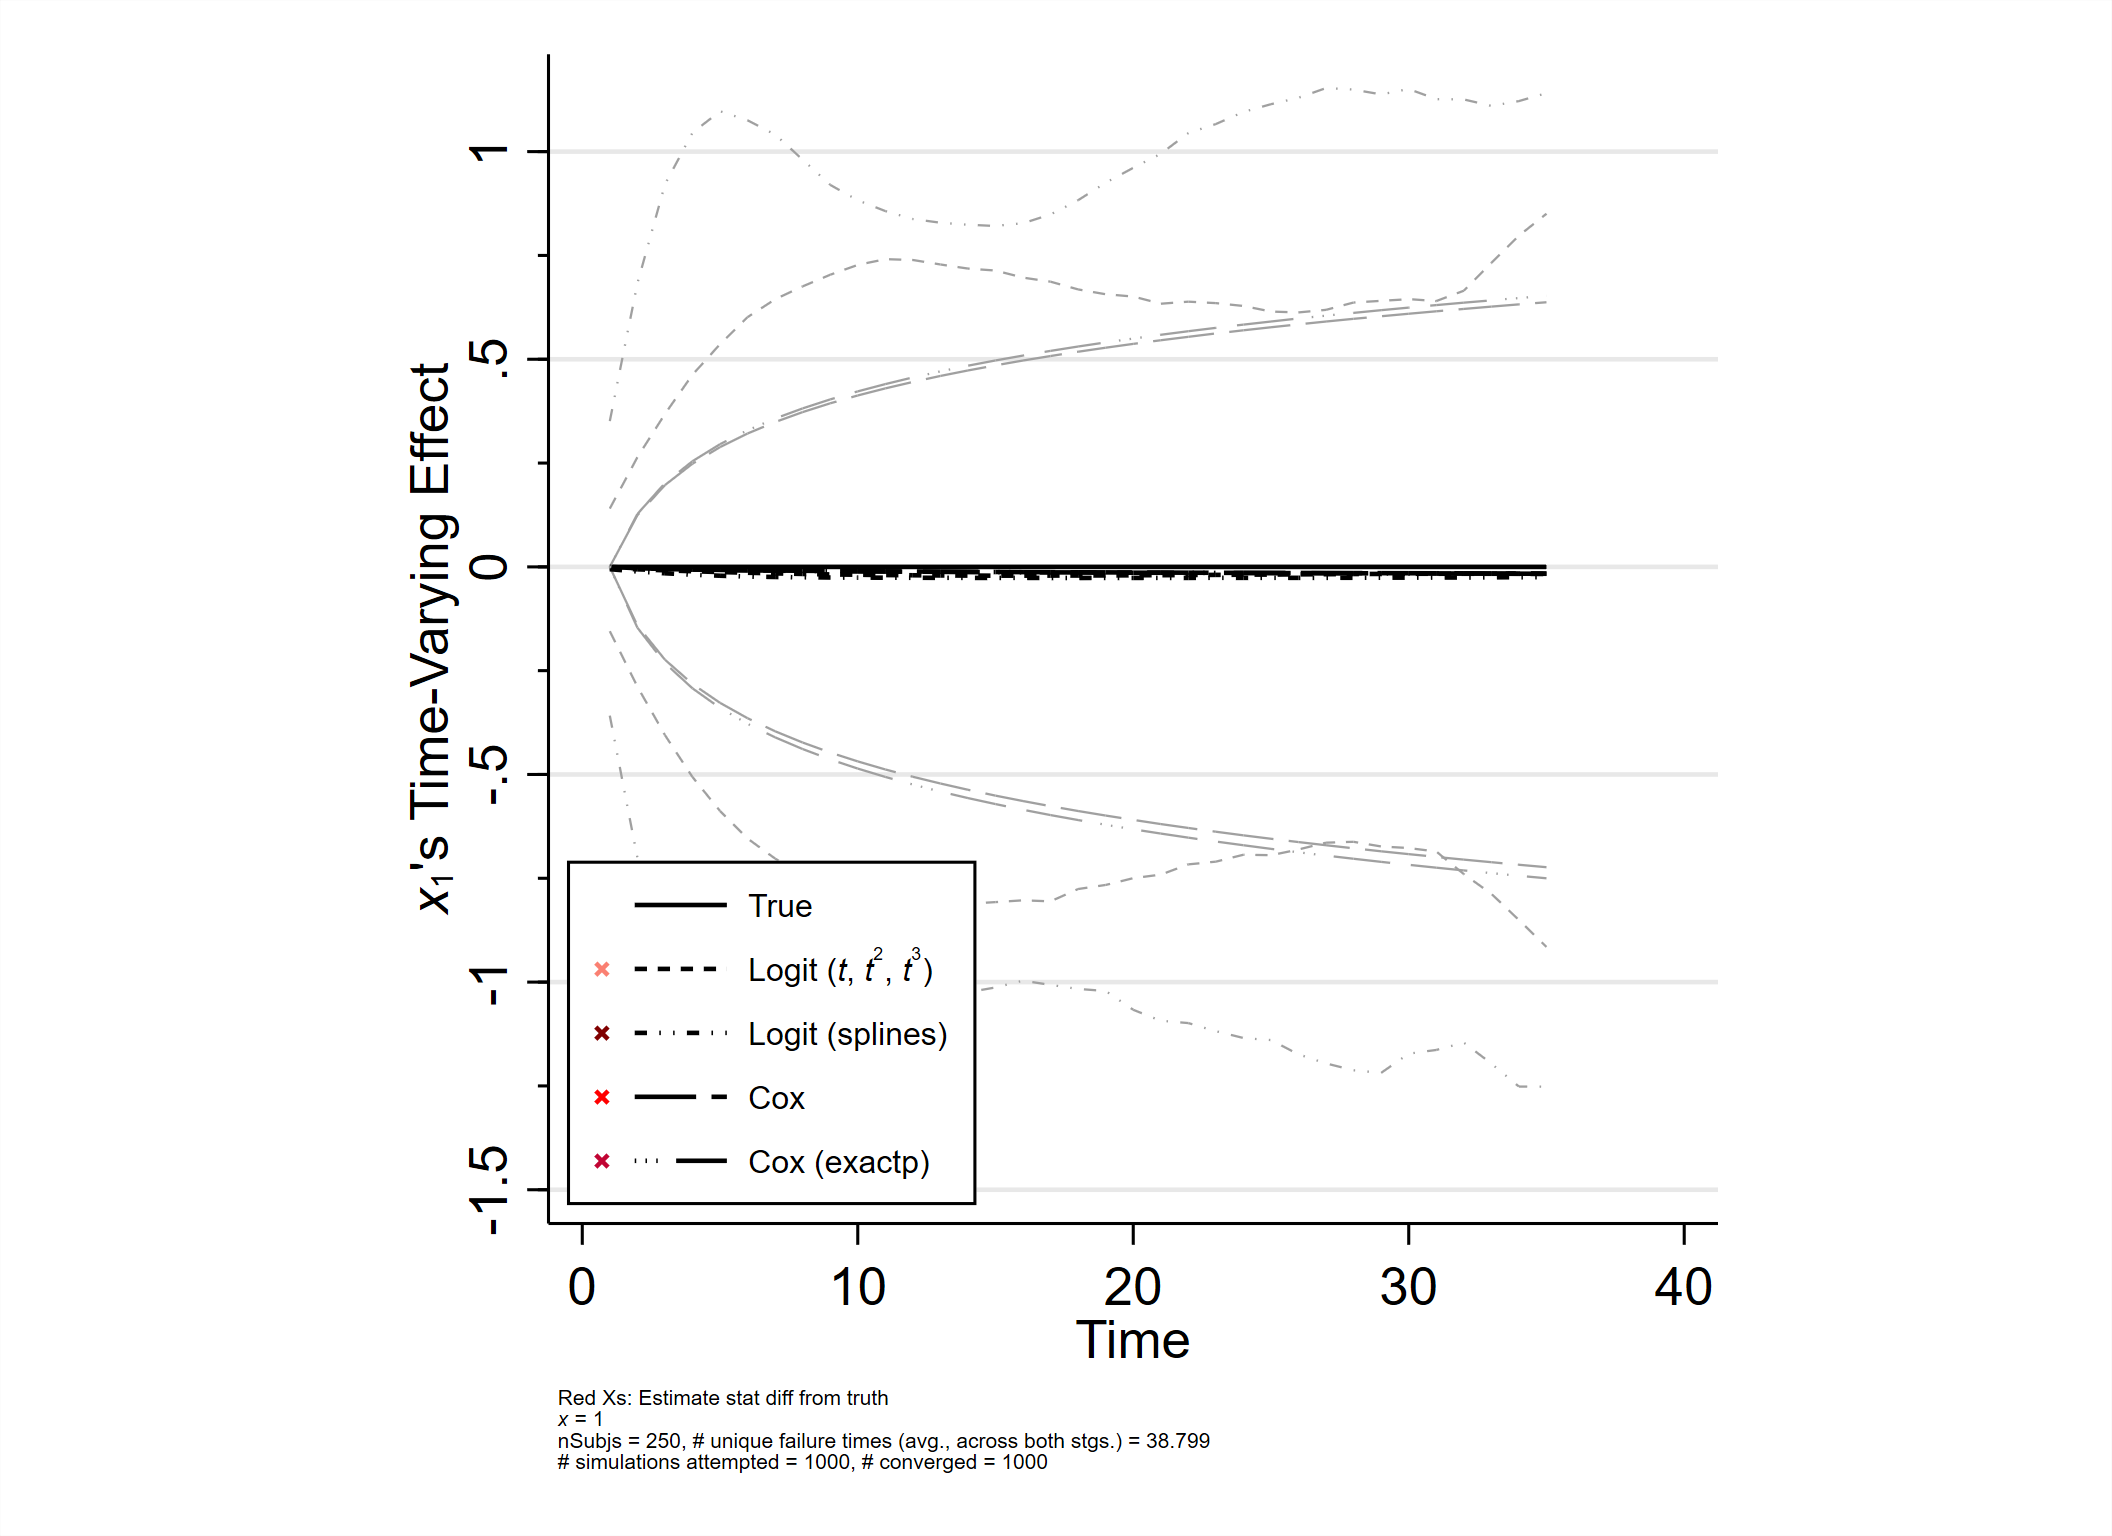 x₁'s Time-Varying Effect
1
.5
0
-.5
-1
-1.5
True
Logit (t, t², t³)
Logit (splines)
Cox
Cox (exactp)
0 10 20 30 40
Time
Red Xs: Estimate stat diff from truth
x = 1
nSubjs = 250, # unique failure times (avg., across both stgs.) = 38.799
# simulations attempted = 1000, # converged = 1000